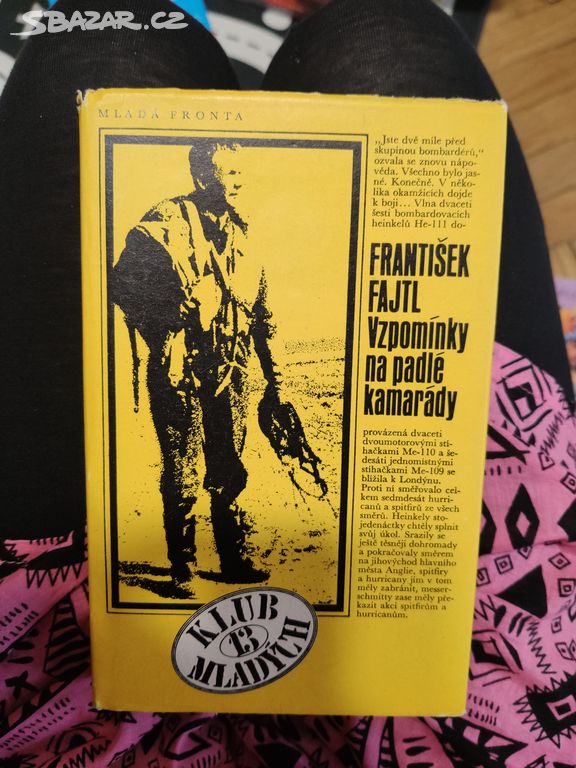 SBAZAR.CZ
MLADÁ FRONTA
„Jste dvě míle před
skupinou bombardérů,“
ozvala se znovu nápo-
věda. Všechno bylo jas-
né. Konečně. V něko-
lika okamžicích dojde
k boji... Vlna dvaceti
šesti bombardovacích
heinkelů He-111 do-
FRANTIŠEK
FAJTL
Vzpomínky
na padlé
kamarády
provázená dvaceti
dvoumotorovými stí-
hačkami Me-110 a še-
desáti jednomístnými
stíhačkami Me-109 se
blížila k Londýnu.
Proti ní směřovalo cel-
kem sedmdesát hurri-
canů a spitfirů ze všech
směrů. Heinkely sto-
jedenáctky chtěly splnit
svůj úkol. Srazily se
ještě těsněji dohromady
a pokračovaly směrem
na jihovýchod hlavního
města Anglie, spitfiry
a hurricany jim v tom
měly zabránit, messer-
schmitty zase měly pře-
kazit akci spitfirům a
hurricanům.
KLUB
13
MLADÝCH